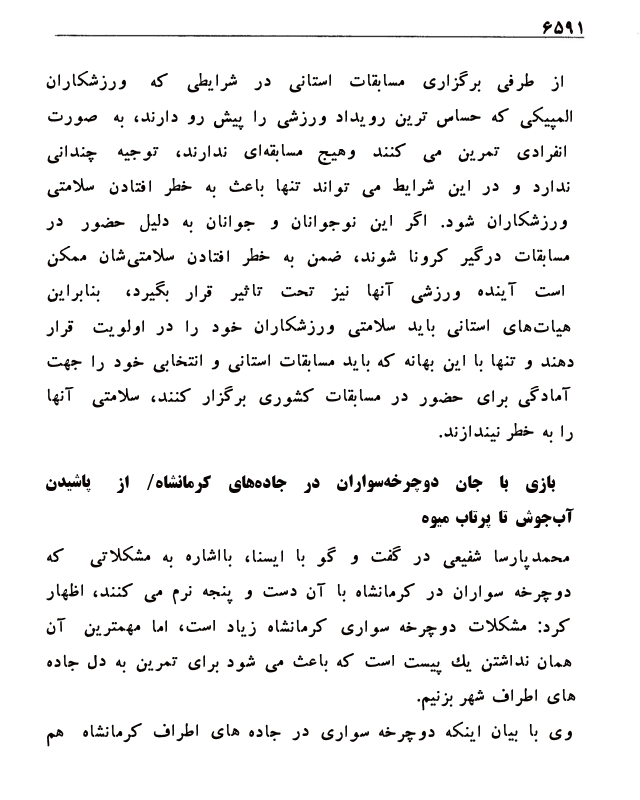 ۶۵۹۱
از طرفی برگزاری مسابقات استانی در شرایطی که ورزشکاران
المپیکی که حساس ترین رویداد ورزشی را پیش رو دارند، به صورت
انفرادی تمرین می کنند وهیچ مسابقه‌ای ندارند، توجیه چندانی
ندارد و در این شرایط می تواند تنها باعث به خطر افتادن سلامتی
ورزشکاران شود. اگر این نوجوانان و جوانان به دلیل حضور در
مسابقات درگیر کرونا شوند، ضمن به خطر افتادن سلامتی‌شان ممکن
است آینده ورزشی آنها نیز تحت تاثیر قرار بگیرد، بنابراین
هیات‌های استانی باید سلامتی ورزشکاران خود را در اولویت قرار
دهند و تنها با این بهانه که باید مسابقات استانی و انتخابی خود را جهت
آمادگی برای حضور در مسابقات کشوری برگزار کنند، سلامتی آنها
را به خطر نیندازند.
بازی با جان دوچرخه‌سواران در جاده‌های کرمانشاه/ از پاشیدن
آب‌جوش تا پرتاب میوه
محمدپارسا شفیعی در گفت و گو با ایسنا، بااشاره به مشکلاتی که
دوچرخه سواران در کرمانشاه با آن دست و پنجه نرم می کنند، اظهار
کرد: مشکلات دوچرخه سواری کرمانشاه زیاد است، اما مهمترین آن
همان نداشتن یك پیست است که باعث می شود برای تمرین به دل جاده
های اطراف شهر بزنیم.
وی با بیان اینکه دوچرخه سواری در جاده های اطراف کرمانشاه هم